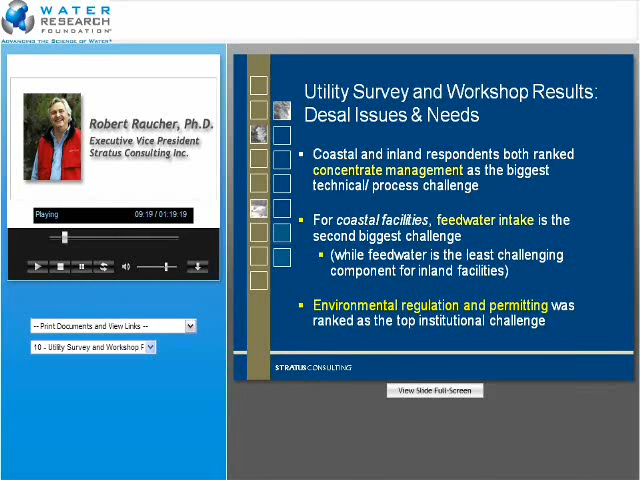 WATER
RESEARCH
FOUNDATION
ADVANCING THE SCIENCE OF WATER
Robert Raucher, Ph.D.
Executive Vice President
Stratus Consulting Inc.
Playing 09:19 / 01:19:19
-- Print Documents and View Links --
10 - Utility Survey and Workshop F
Utility Survey and Workshop Results:
Desal Issues & Needs
Coastal and inland respondents both ranked
concentrate management as the biggest
technical/ process challenge
For coastal facilities, feedwater intake is the
second biggest challenge
(while feedwater is the least challenging
component for inland facilities)
Environmental regulation and permitting was
ranked as the top institutional challenge
STRATUS CONSULTING
View Slide Full-Screen